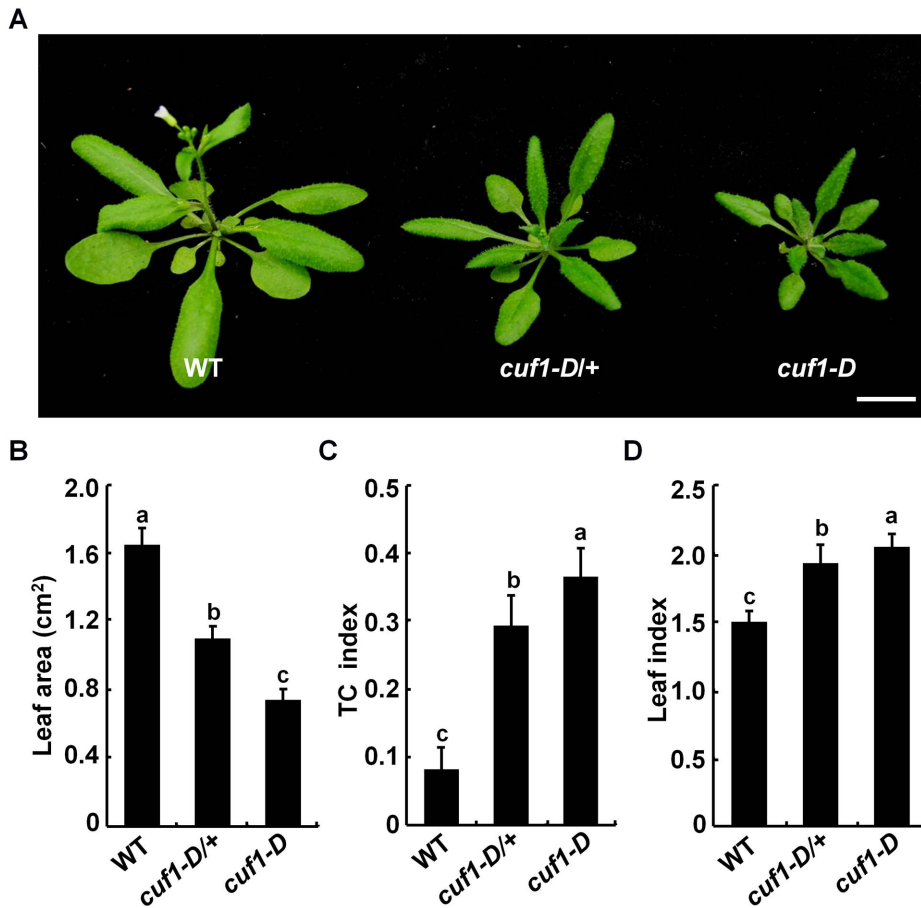 A
WT
cuf1-D/+
cuf1-D
B
Leaf area (cm²)
2.0
1.6
1.2
0.8
0.4
0
a
b
c
WT
cuf1-D/+
cuf1-D
C
TC index
0.5
0.4
0.3
0.2
0.1
0
c
b
a
WT
cuf1-D/+
cuf1-D
D
Leaf index
2.5
2.0
1.5
1.0
0.5
0
c
b
a
WT
cuf1-D/+
cuf1-D